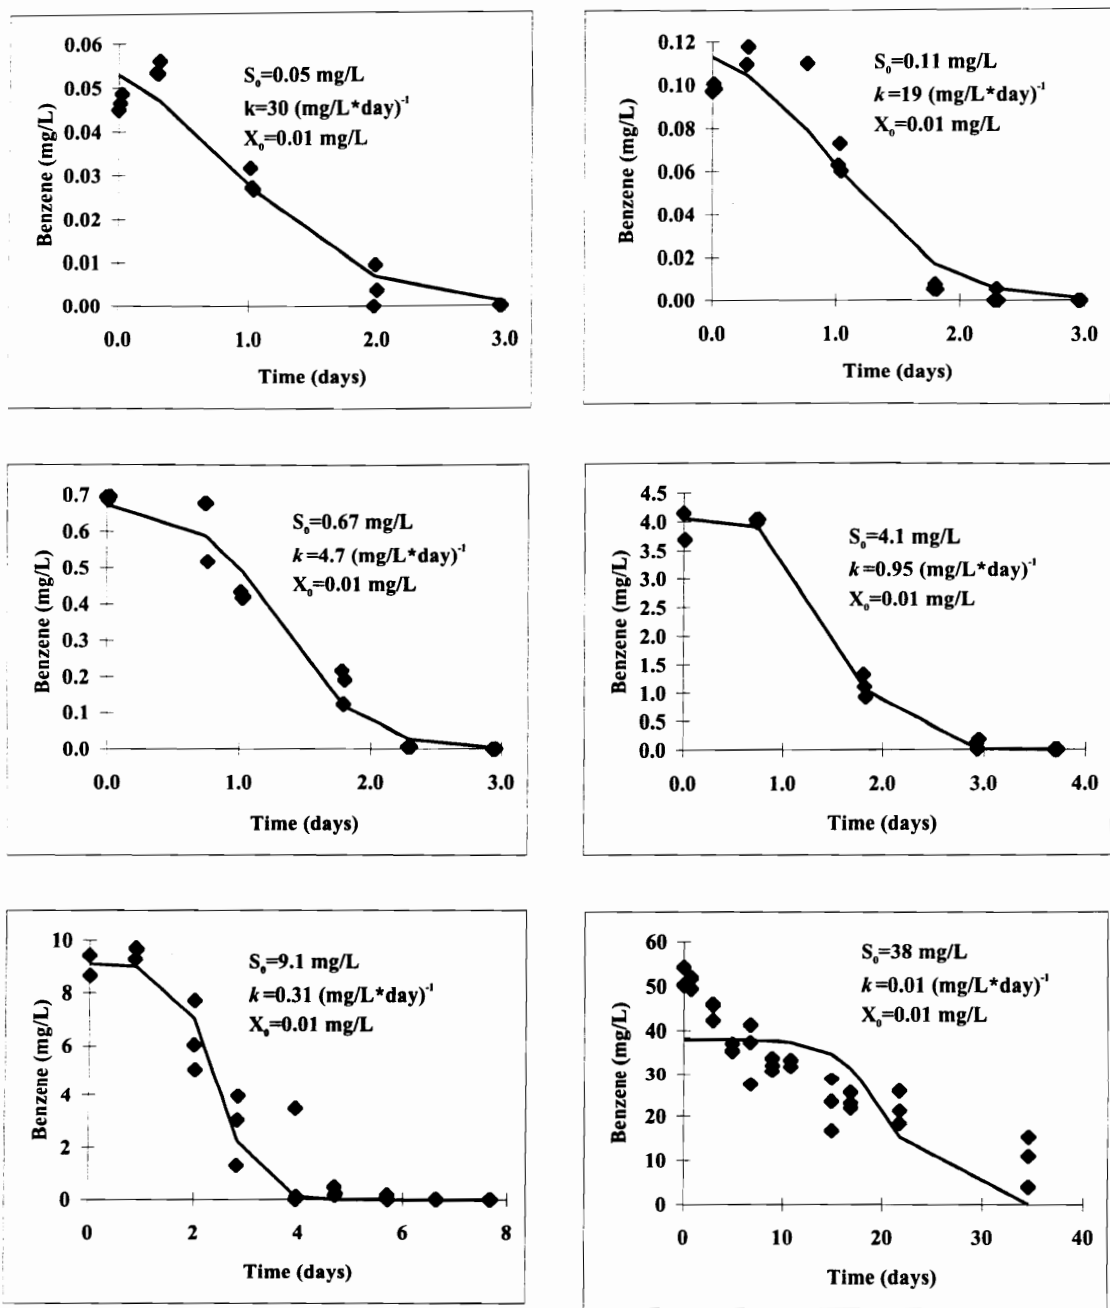 S₀=0.05 mg/L
k=30 (mg/L*day)⁻¹
X₀=0.01 mg/L
Benzene (mg/L)
0.06
0.05
0.04
0.03
0.02
0.01
0.00
0.0 1.0 2.0 3.0
Time (days)
S₀=0.11 mg/L
k=19 (mg/L*day)⁻¹
X₀=0.01 mg/L
Benzene (mg/L)
0.12
0.10
0.08
0.06
0.04
0.02
0.00
0.0 1.0 2.0 3.0
Time (days)
S₀=0.67 mg/L
k=4.7 (mg/L*day)⁻¹
X₀=0.01 mg/L
Benzene (mg/L)
0.7
0.6
0.5
0.4
0.3
0.2
0.1
0.0
0.0 1.0 2.0 3.0
Time (days)
S₀=4.1 mg/L
k=0.95 (mg/L*day)⁻¹
X₀=0.01 mg/L
Benzene (mg/L)
4.5
4.0
3.5
3.0
2.5
2.0
1.5
1.0
0.5
0.0
0.0 1.0 2.0 3.0 4.0
Time (days)
S₀=9.1 mg/L
k=0.31 (mg/L*day)⁻¹
X₀=0.01 mg/L
Benzene (mg/L)
10
8
6
4
2
0
0 2 4 6 8
Time (days)
S₀=38 mg/L
k=0.01 (mg/L*day)⁻¹
X₀=0.01 mg/L
Benzene (mg/L)
60
50
40
30
20
10
0
0 10 20 30 40
Time (days)